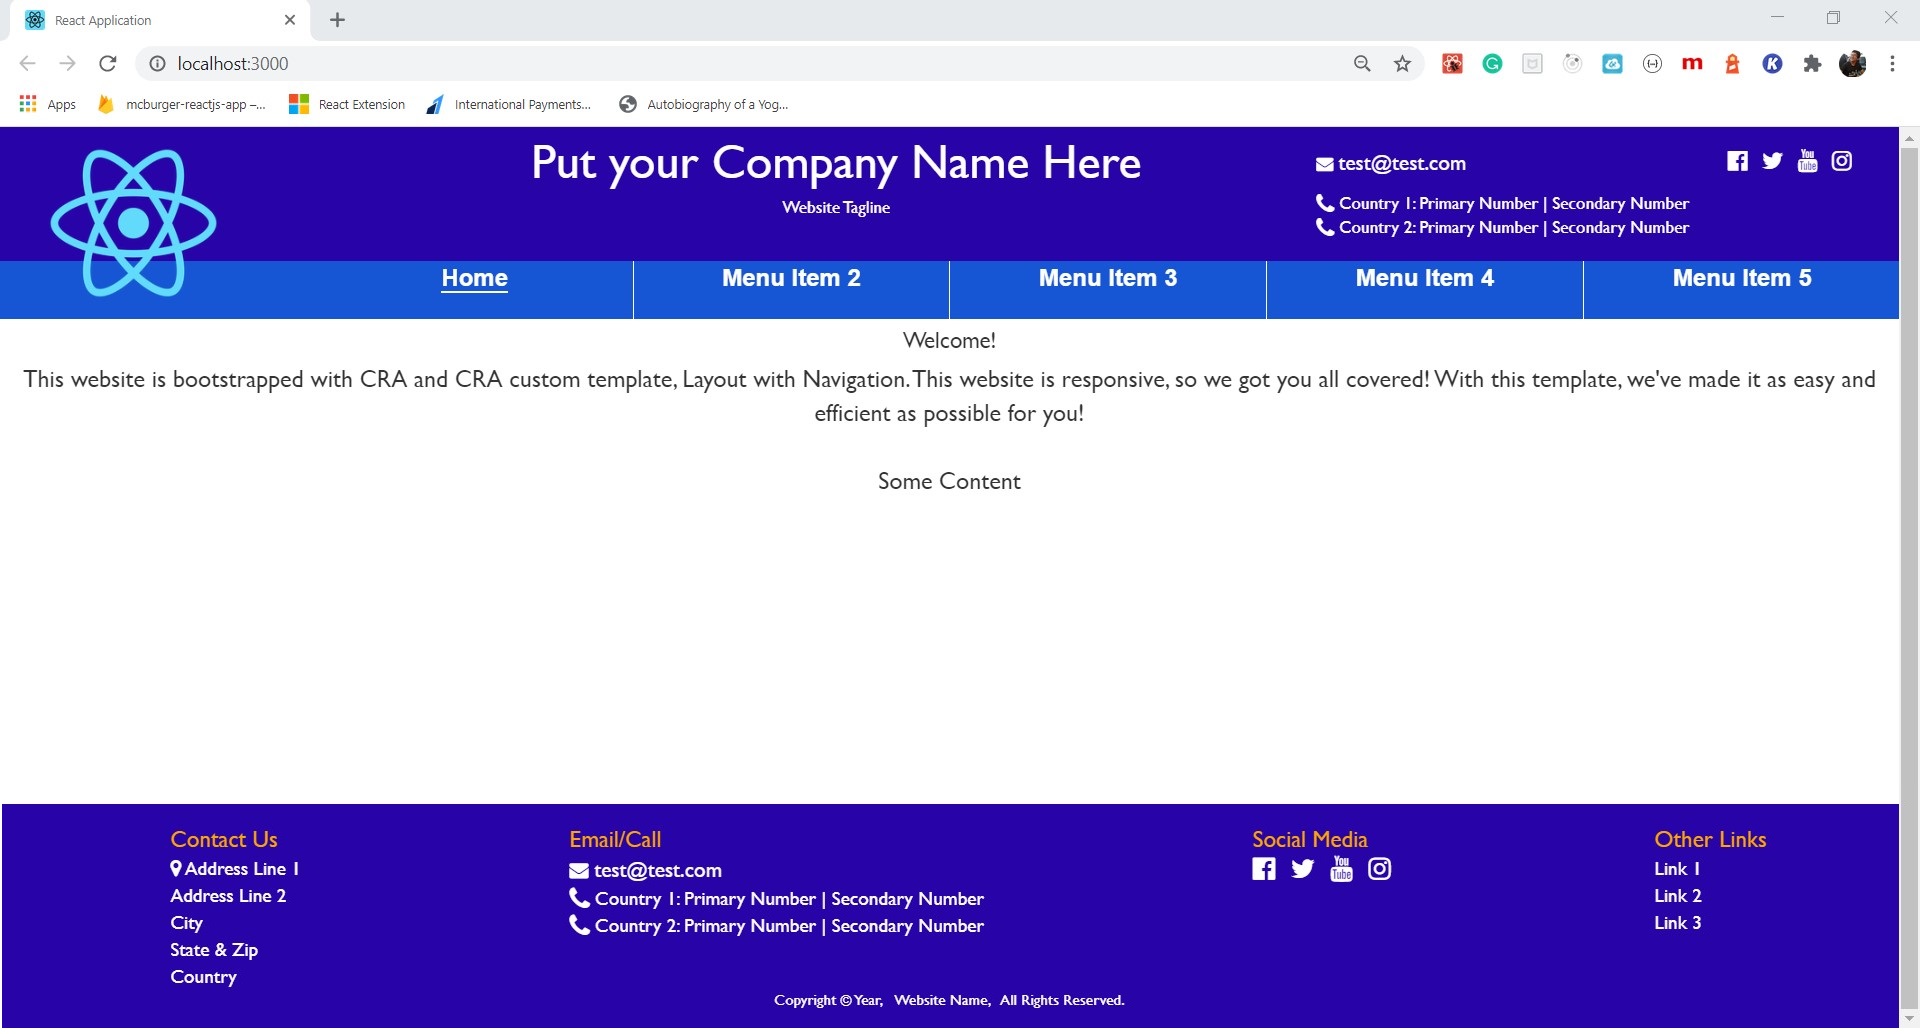 React Application
localhost:3000
Apps
mcburger-reactjs-app –...
React Extension
International Payments...
Autobiography of a Yog...
Put your Company Name Here
Website Tagline
test@test.com
Country 1: Primary Number | Secondary Number
Country 2: Primary Number | Secondary Number
Home
Menu Item 2
Menu Item 3
Menu Item 4
Menu Item 5
Welcome!
This website is bootstrapped with CRA and CRA custom template, Layout with Navigation. This website is responsive, so we got you all covered! With this template, we've made it as easy and
efficient as possible for you!
Some Content
Contact Us
Address Line 1
Address Line 2
City
State & Zip
Country
Email/Call
test@test.com
Country 1: Primary Number | Secondary Number
Country 2: Primary Number | Secondary Number
Social Media
You
Tube
Other Links
Link 1
Link 2
Link 3
Copyright © Year, Website Name, All Rights Reserved.